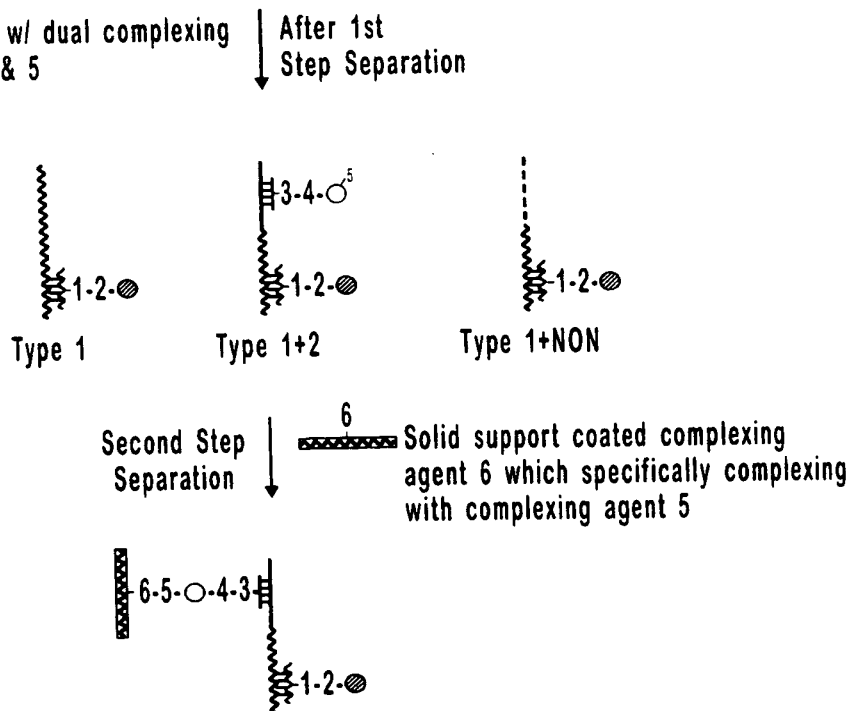 w/ dual complexing
& 5
After 1st
Step Separation
3-4-
5
1-2-
1-2-
1-2-
Type 1
Type 1+2
Type 1+NON
Second Step
Separation
6
Solid support coated complexing
agent 6 which specifically complexing
with complexing agent 5
6-5- -4-3
1-2-